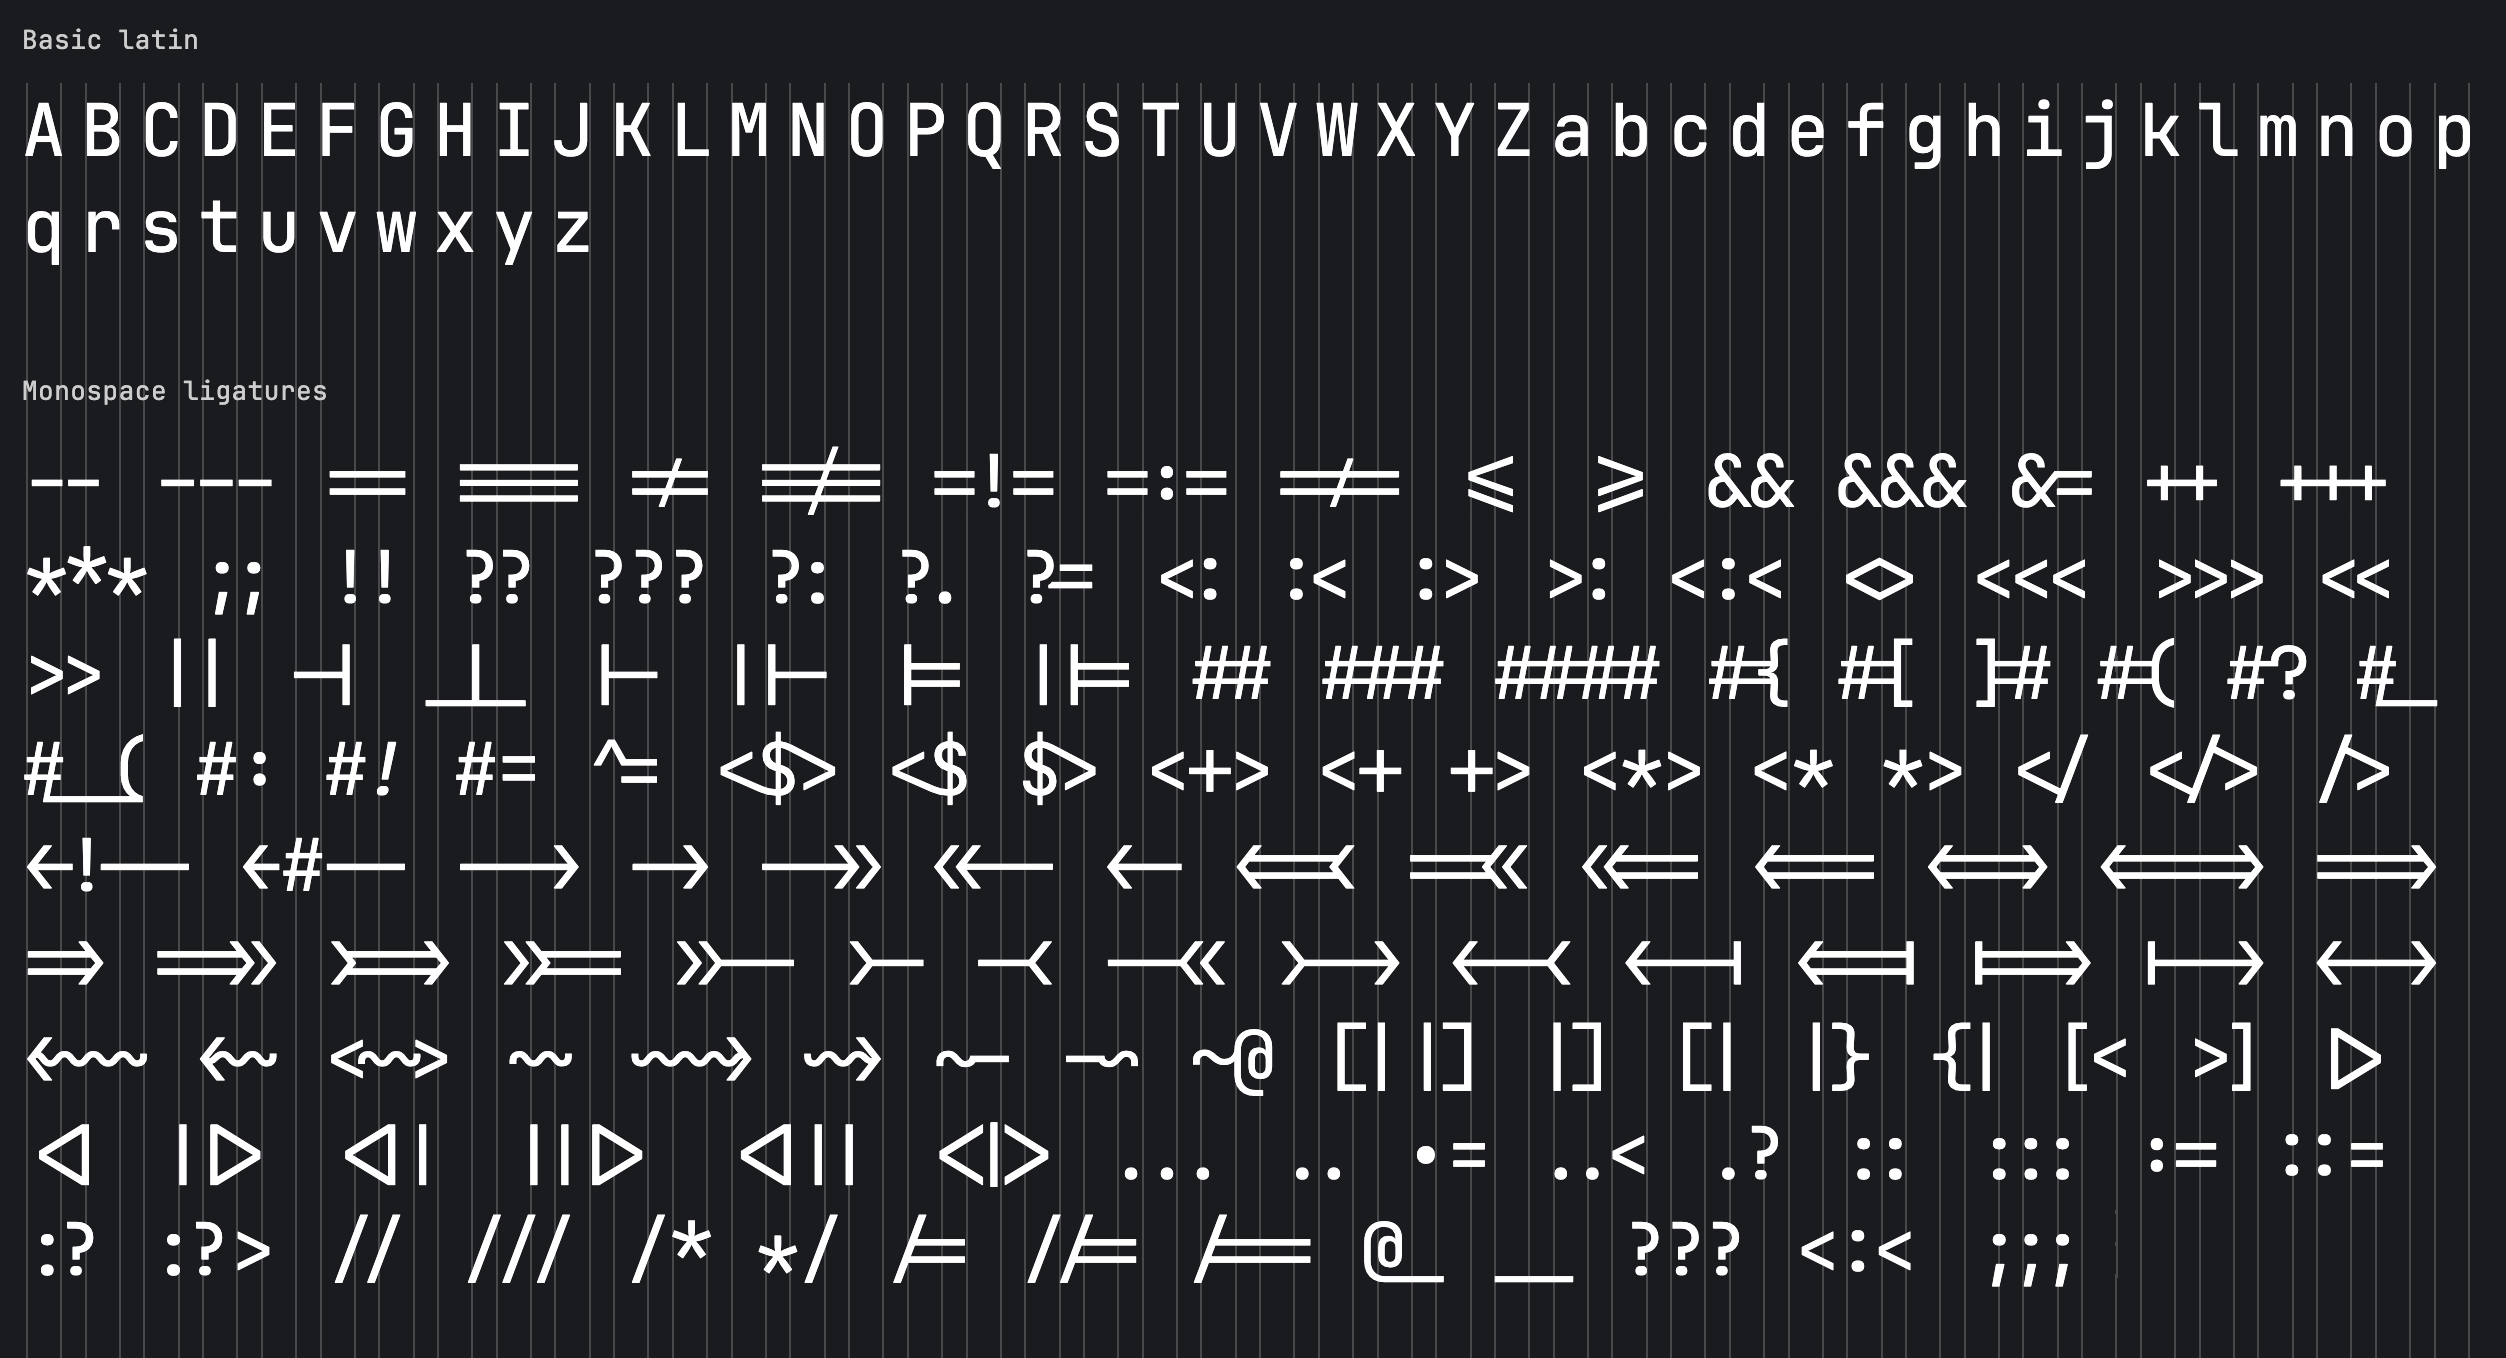 Basic latin
A B C D E F G H I J K L M N O P Q R S T U V W X Y Z a b c d e f g h i j k l m n o p
q r s t u v w x y z
Monospace ligatures
-- --- == === != !== =!= =:= =/= <= >= && &&& &= ++ +++
*** ;; !! ?? ??? ?: ?. ?= <: :< :> >: <:< <> <<< >>> <<
>> || -| _|_ |- ||- |= ||= ## ### #### #{ #[ ]# #( #? #_
#_( #: #! #= ^= <$> <$ $> <+> <+ +> <*> <* *> </ </> />
<!-- <#-- --> -> ->> <<- <- <=< =<< <<= <== <=> <==> ==>
=> =>> >=> >>= >>- >- -< -<< >-> <-< <-| <=| |=> |-> <->
<~~ <~ <~> ~~ ~~> ~> ~- -~ ~@ [| |] |] [| |} {| [< >] |>
<| ||> <|| |||> <||| <|> ... .. .= ..< .? :: ::: := ::=
:? :?> // /// /* */ /= //= /== @_ __ ??? <:< ;;;